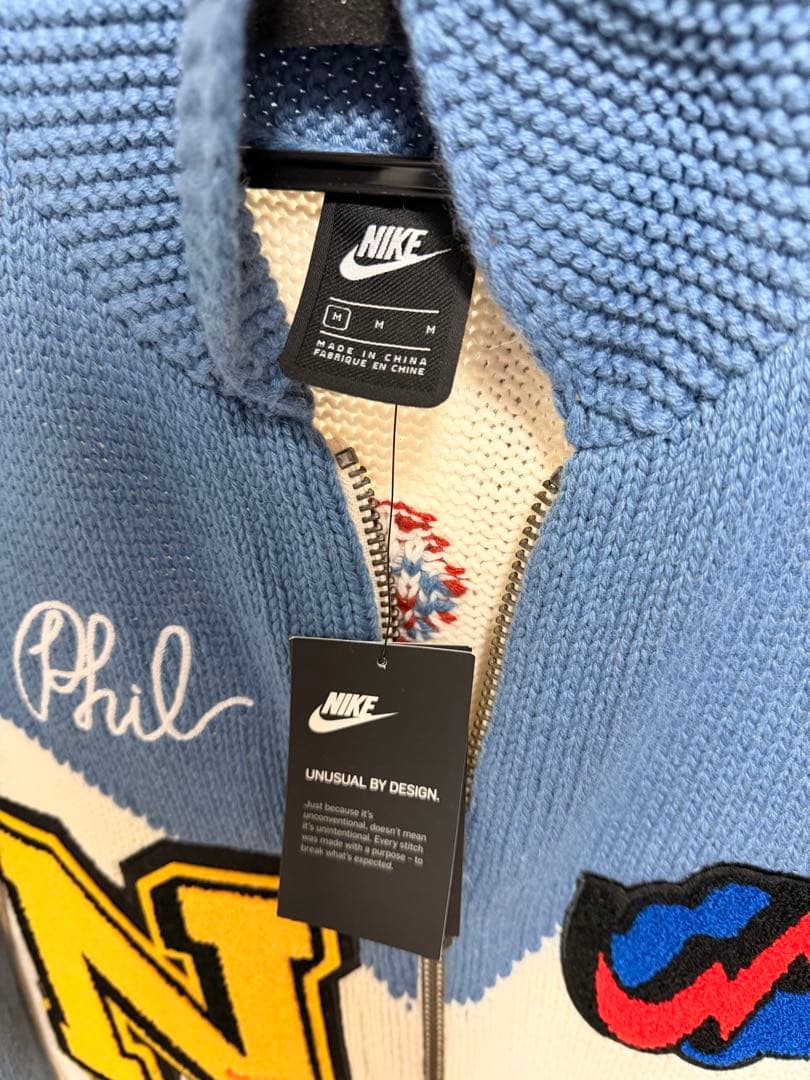 NIKE
M M M
MADE IN CHINA
FABRIQUE EN CHINE
Phil
NIKE
UNUSUAL BY DESIGN.
Just because it's
unconventional, doesn't mean
it's unintentional. Every stitch
was made with a purpose - to
break what's expected.
N